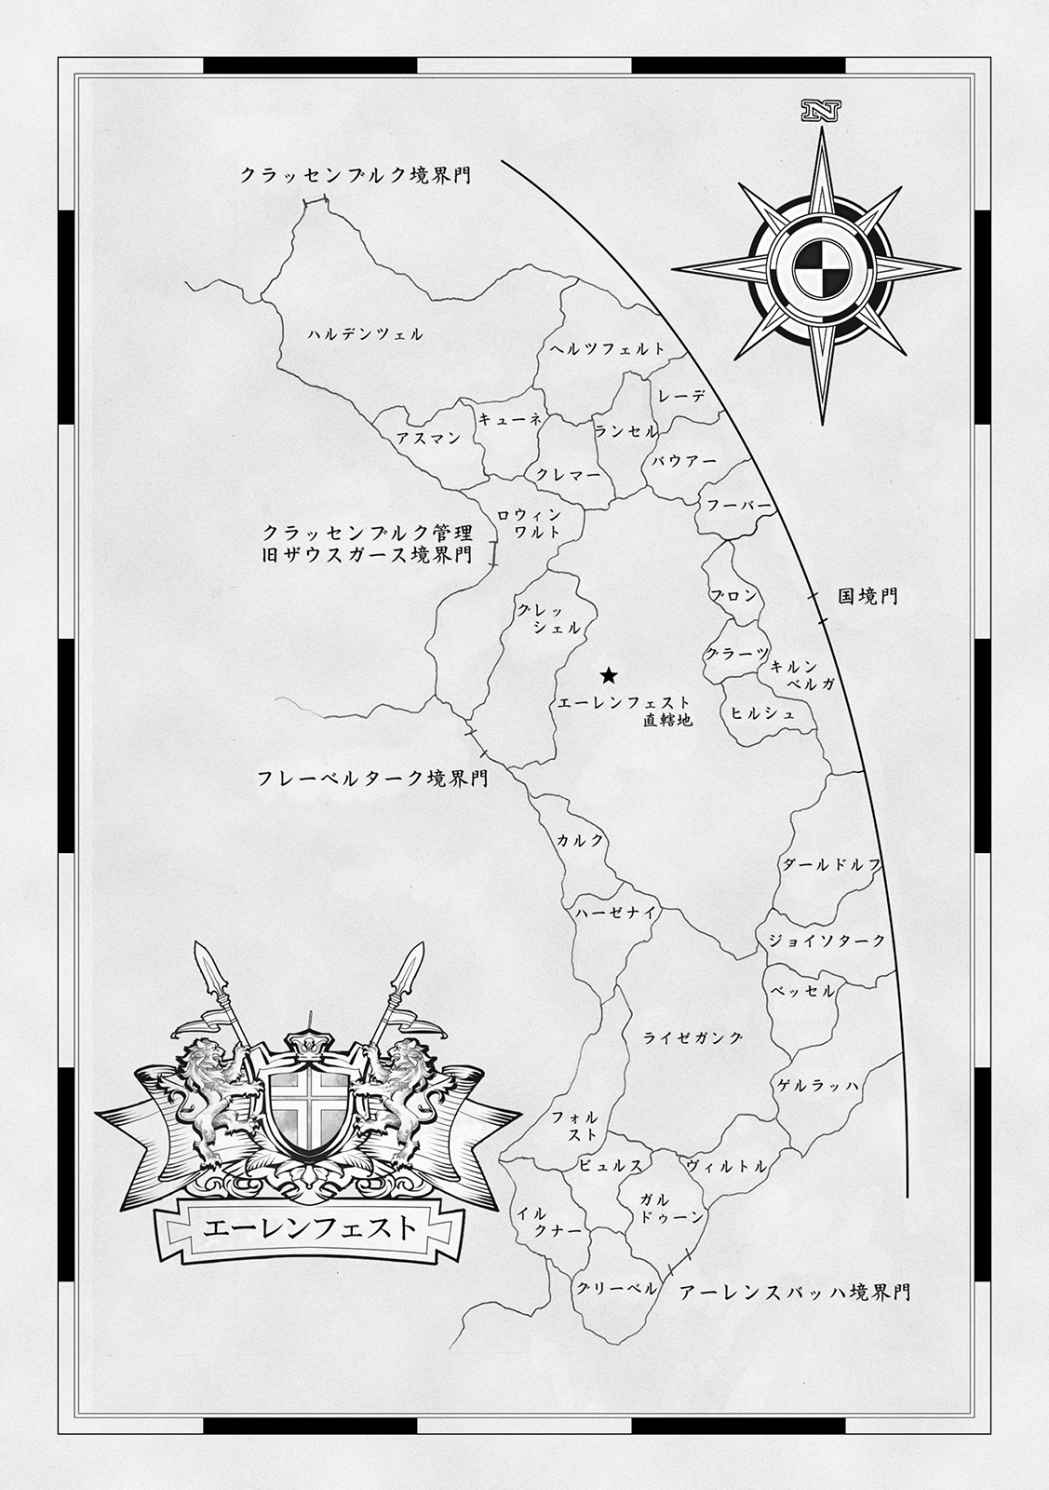 N
クラッセンブルク境界門
ハルデンツェル
ヘルツフェルト
レーデ
キューネ
アスマン
ランセル
バウアー
クレマー
フーバー
ロウィン
ワルト
クラッセンブルク管理
旧ザウスガース境界門
国境門
ブロン
グレッ
シェル
グラーツ
キルン
ベルガ
エーレンフェスト
直轄地
ヒルシュ
フレーベルターク境界門
カルク
ダールドルフ
ハーゼナイ
ジョイソターク
ベッセル
ライゼガング
ゲルラッハ
フォル
スト
ビュルス
ヴィルトル
イル
クナー
ガル
ドゥーン
エーレンフェスト
グリーベル
アーレンスバッハ境界門